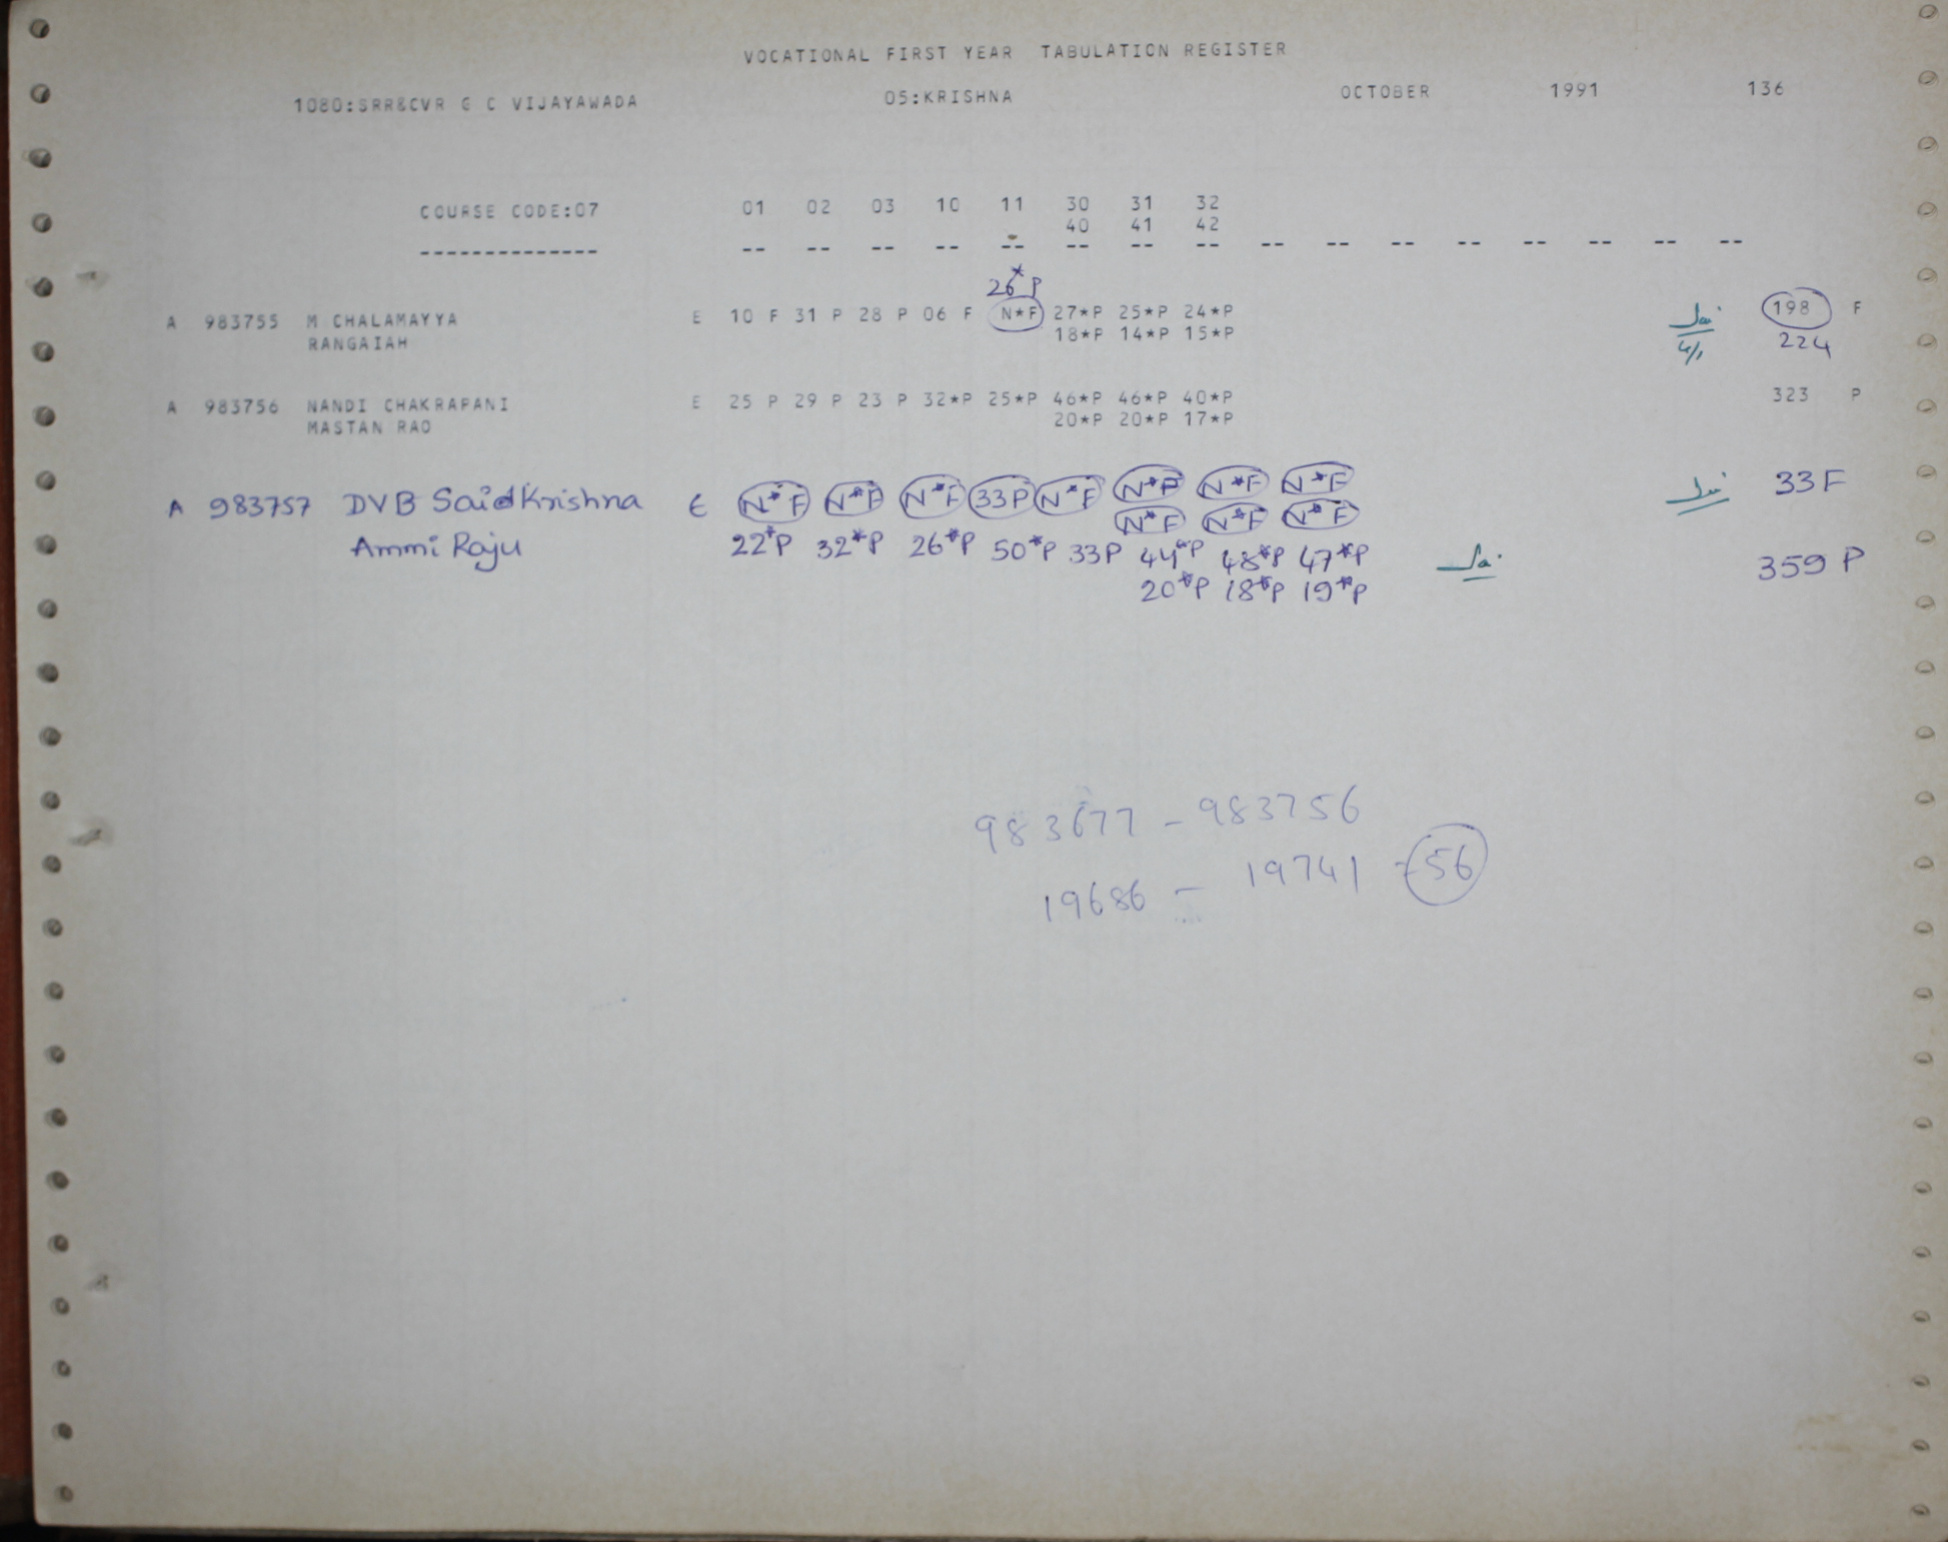 VOCATIONAL FIRST YEAR TABULATION REGISTER
1080:SRR&CVR G C VIJAYAWADA 05:KRISHNA OCTOBER 1991 136
COURSE CODE:07 01 02 03 10 11 30 31 32
40 41 42
-------------- -- -- -- -- -- -- -- -- -- -- -- -- -- -- -- --
26*P
A 983755 M CHALAMAYYA E 10 F 31 P 28 P 06 F N*F 27*P 25*P 24*P 198 F
RANGAIAH 18*P 14*P 15*P 4/1 224
A 983756 NANDI CHAKRAPANI E 25 P 29 P 23 P 32*P 25*P 46*P 46*P 40*P 323 P
MASTAN RAO 20*P 20*P 17*P
A 983757 DVB SaidKrishna E N*F N*F N*F 33P N*F N*F N*F N*F 33F
N*F N*F N*F
Ammi Raju 22*P 32*P 26*P 50*P 33P 44*P 48*P 47*P 359 P
20*P 18*P 19*P
983677 - 983756
19686 - 19741 - 56